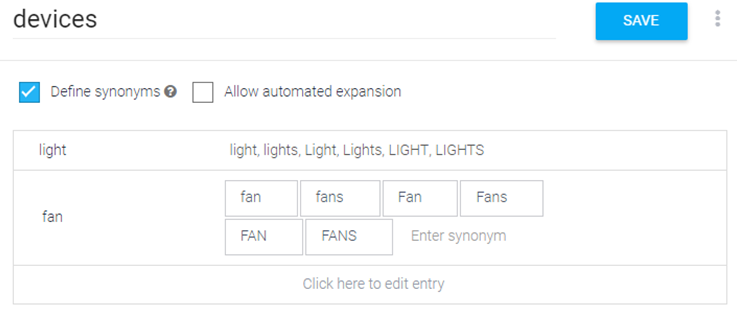 devices SAVE
Define synonyms ? Allow automated expansion
light light, lights, Light, Lights, LIGHT, LIGHTS
fan fan fans Fan Fans
FAN FANS Enter synonym
Click here to edit entry